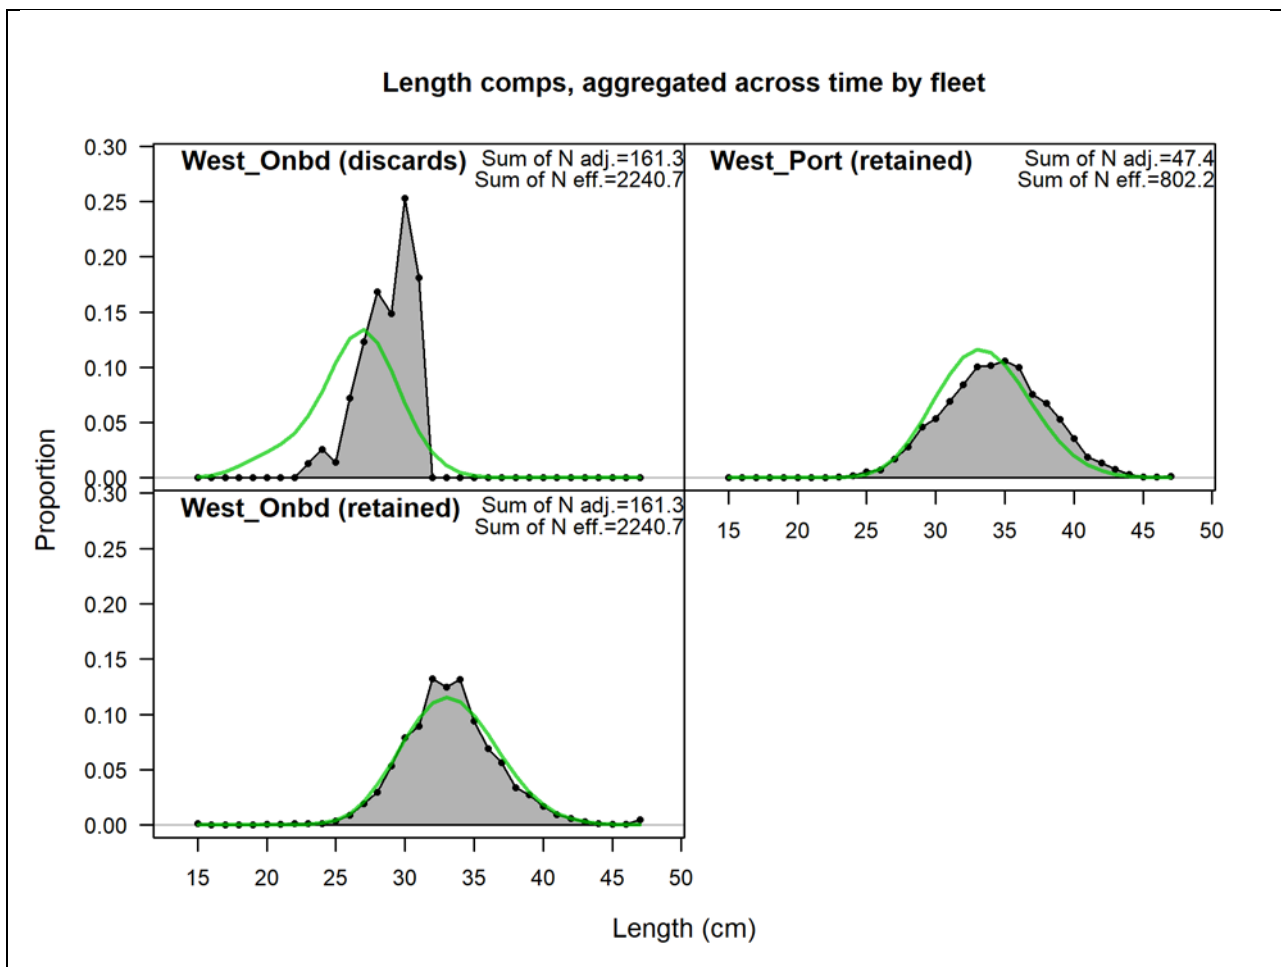 Length comps, aggregated across time by fleet
West_Onbd (discards)
Sum of N adj.=161.3
Sum of N eff.=2240.7
West_Port (retained)
Sum of N adj.=47.4
Sum of N eff.=802.2
0.30
0.25
0.20
0.15
0.10
0.05
0.00
15 20 25 30 35 40 45 50
West_Onbd (retained)
Sum of N adj.=161.3
Sum of N eff.=2240.7
0.30
0.25
0.20
0.15
0.10
0.05
0.00
15 20 25 30 35 40 45 50
Proportion
Length (cm)